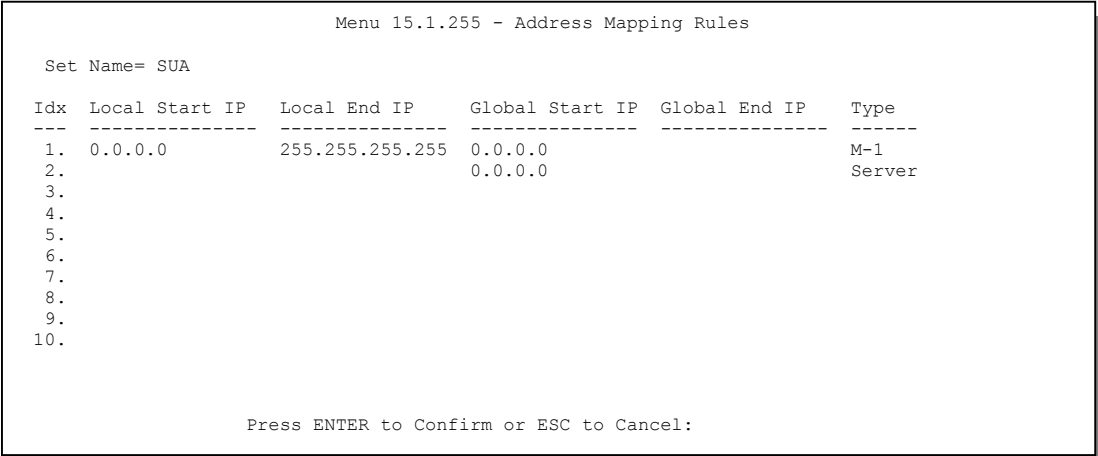 Menu 15.1.255 - Address Mapping Rules
Set Name= SUA
Idx  Local Start IP   Local End IP     Global Start IP  Global End IP    Type
---  ---------------  ---------------  ---------------  ---------------  ------
1.  0.0.0.0          255.255.255.255  0.0.0.0                           M-1
2.                                    0.0.0.0                           Server
3.
4.
5.
6.
7.
8.
9.
10.
Press ENTER to Confirm or ESC to Cancel: